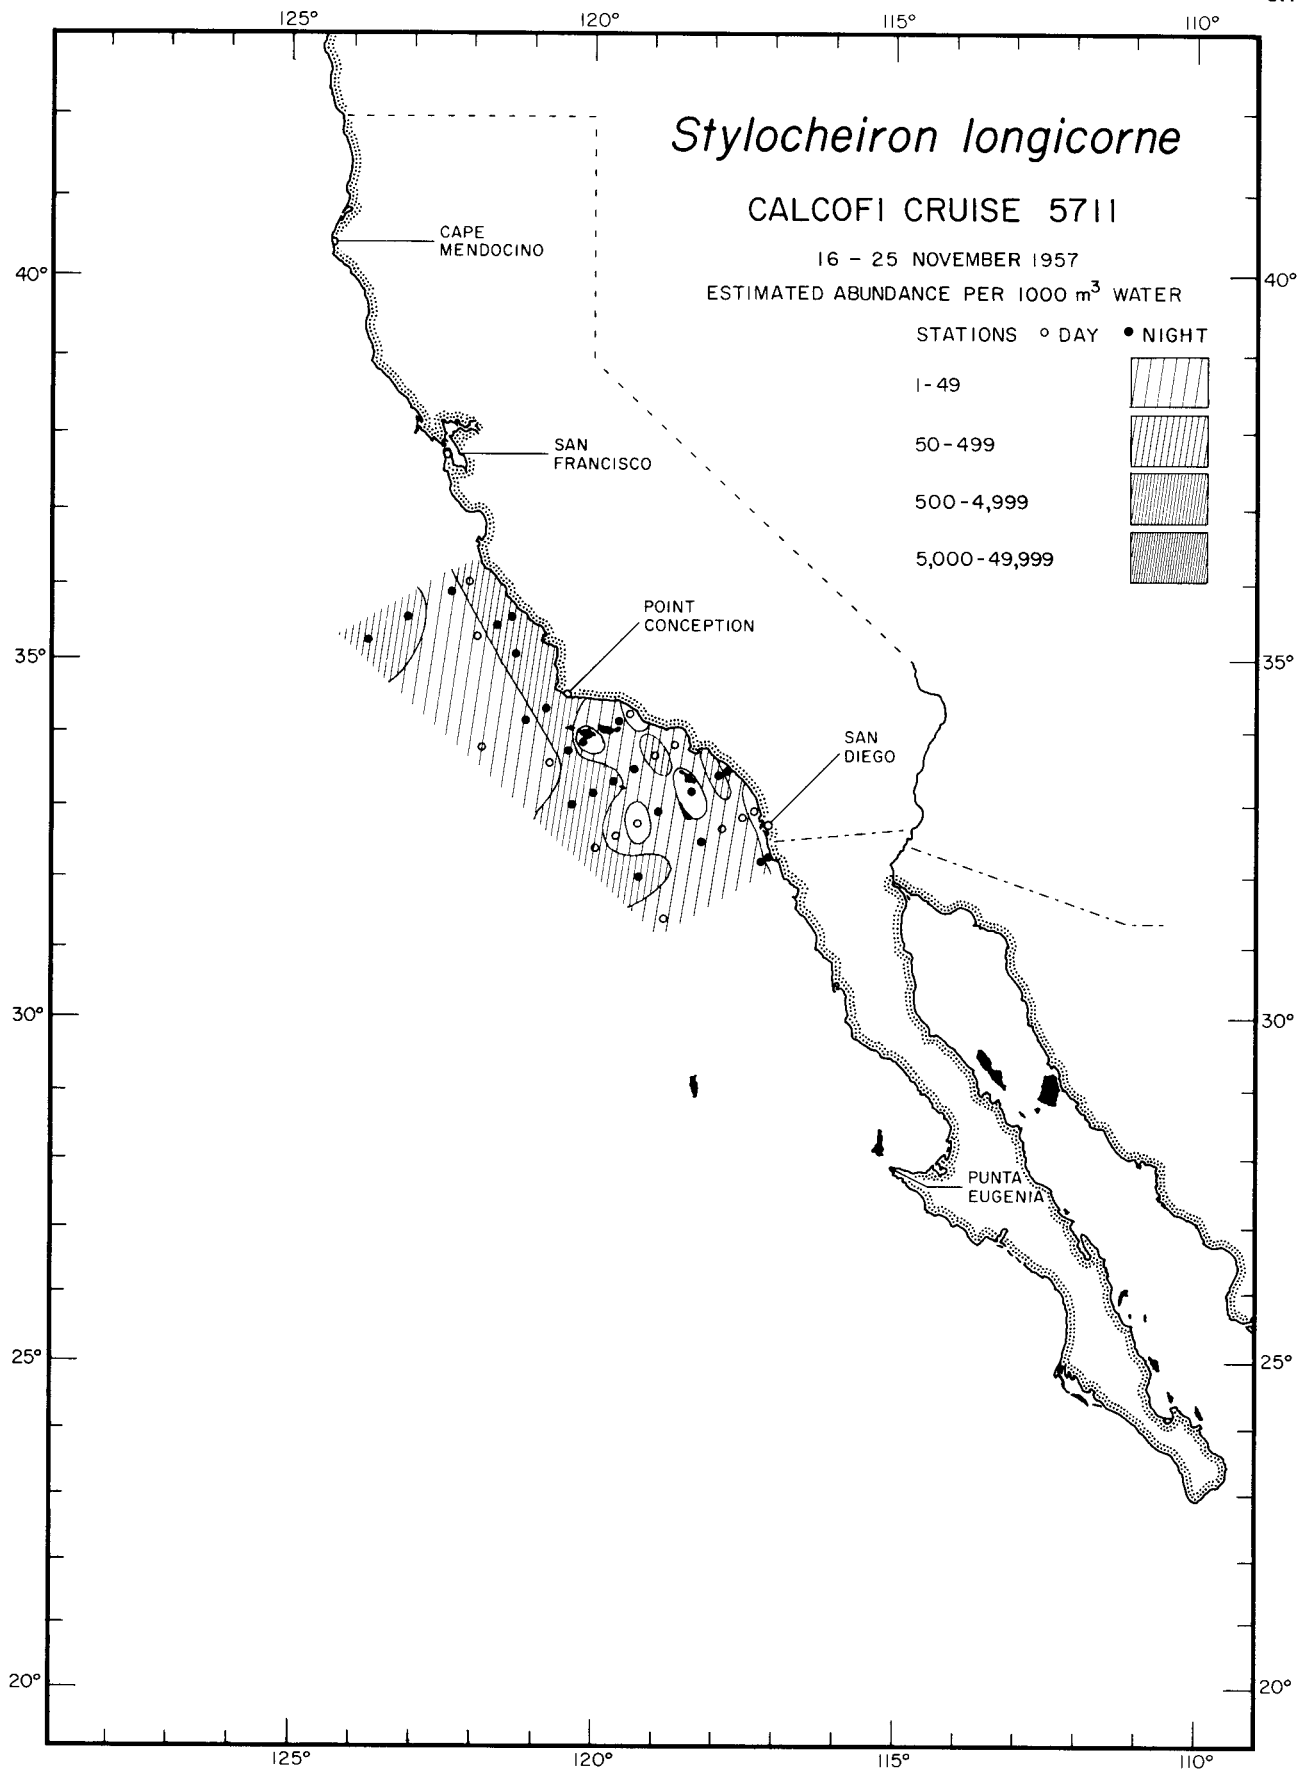 125° 120° 115° 110°
Stylocheiron longicorne
CALCOFI CRUISE 5711
16 - 25 NOVEMBER 1957
ESTIMATED ABUNDANCE PER 1000 m³ WATER
STATIONS ○ DAY ● NIGHT
1-49
50-499
500-4,999
5,000-49,999
CAPE
MENDOCINO
40° 40°
SAN
FRANCISCO
POINT
CONCEPTION
35° 35°
SAN
DIEGO
30° 30°
PUNTA
EUGENIA
25° 25°
20° 20°
125° 120° 115° 110°